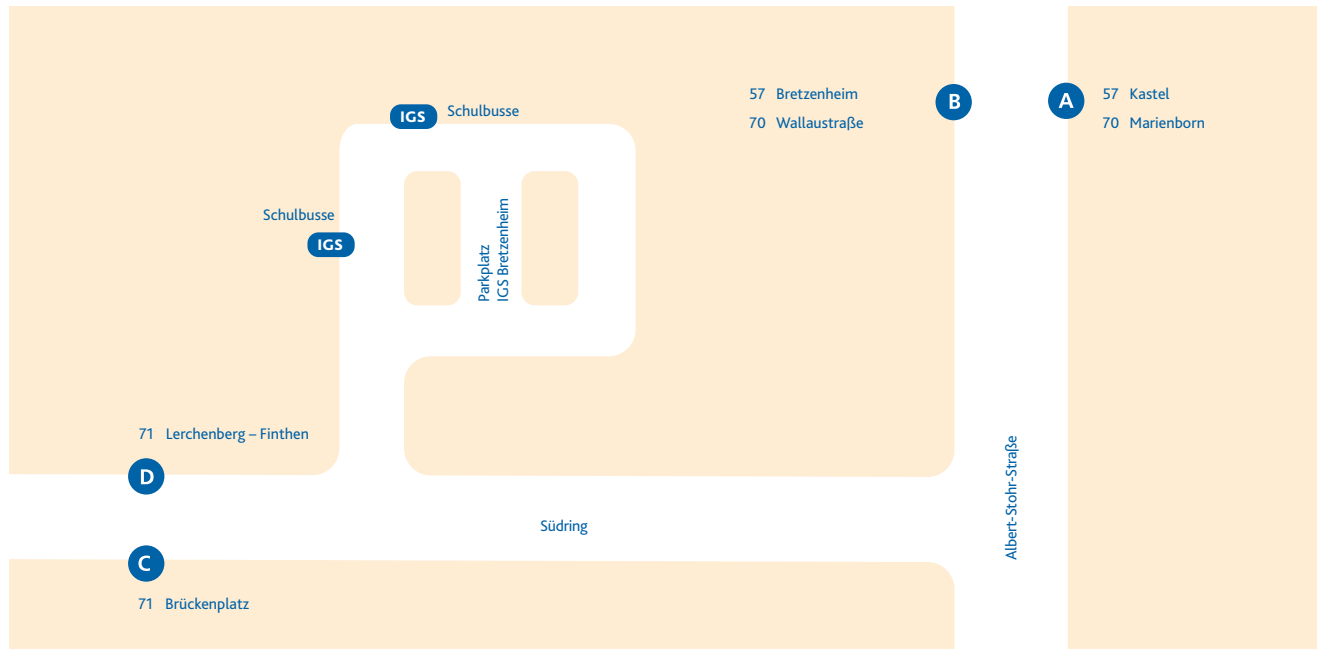 57 Bretzenheim
70 Wallaustraße
B
A
57 Kastel
70 Marienborn
IGS Schulbusse
Schulbusse
IGS
Parkplatz
IGS Bretzenheim
71 Lerchenberg – Finthen
D
Südring
Albert-Stohr-Straße
C
71 Brückenplatz